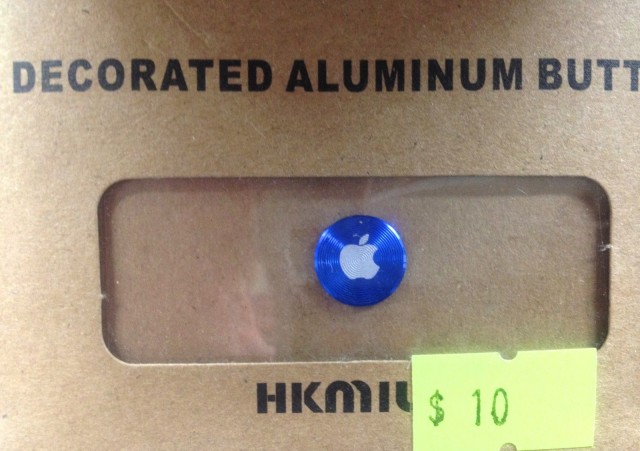 DECORATED ALUMINUM BUTT
HKMIL
$ 10